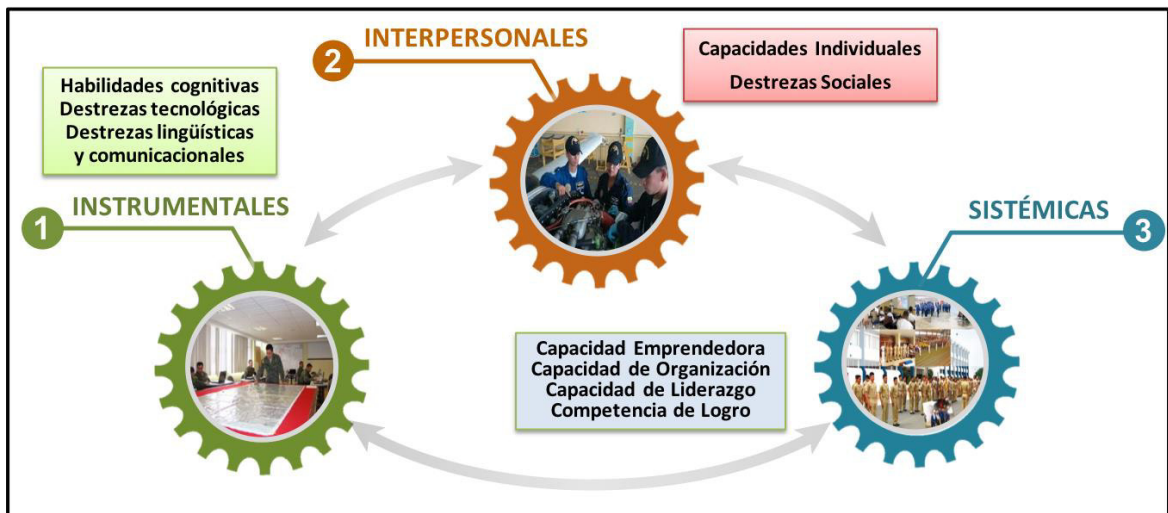 2
INTERPERSONALES
Capacidades Individuales
Destrezas Sociales
Habilidades cognitivas
Destrezas tecnológicas
Destrezas lingüísticas
y comunicacionales
1
INSTRUMENTALES
SISTÉMICAS
3
Capacidad Emprendedora
Capacidad de Organización
Capacidad de Liderazgo
Competencia de Logro